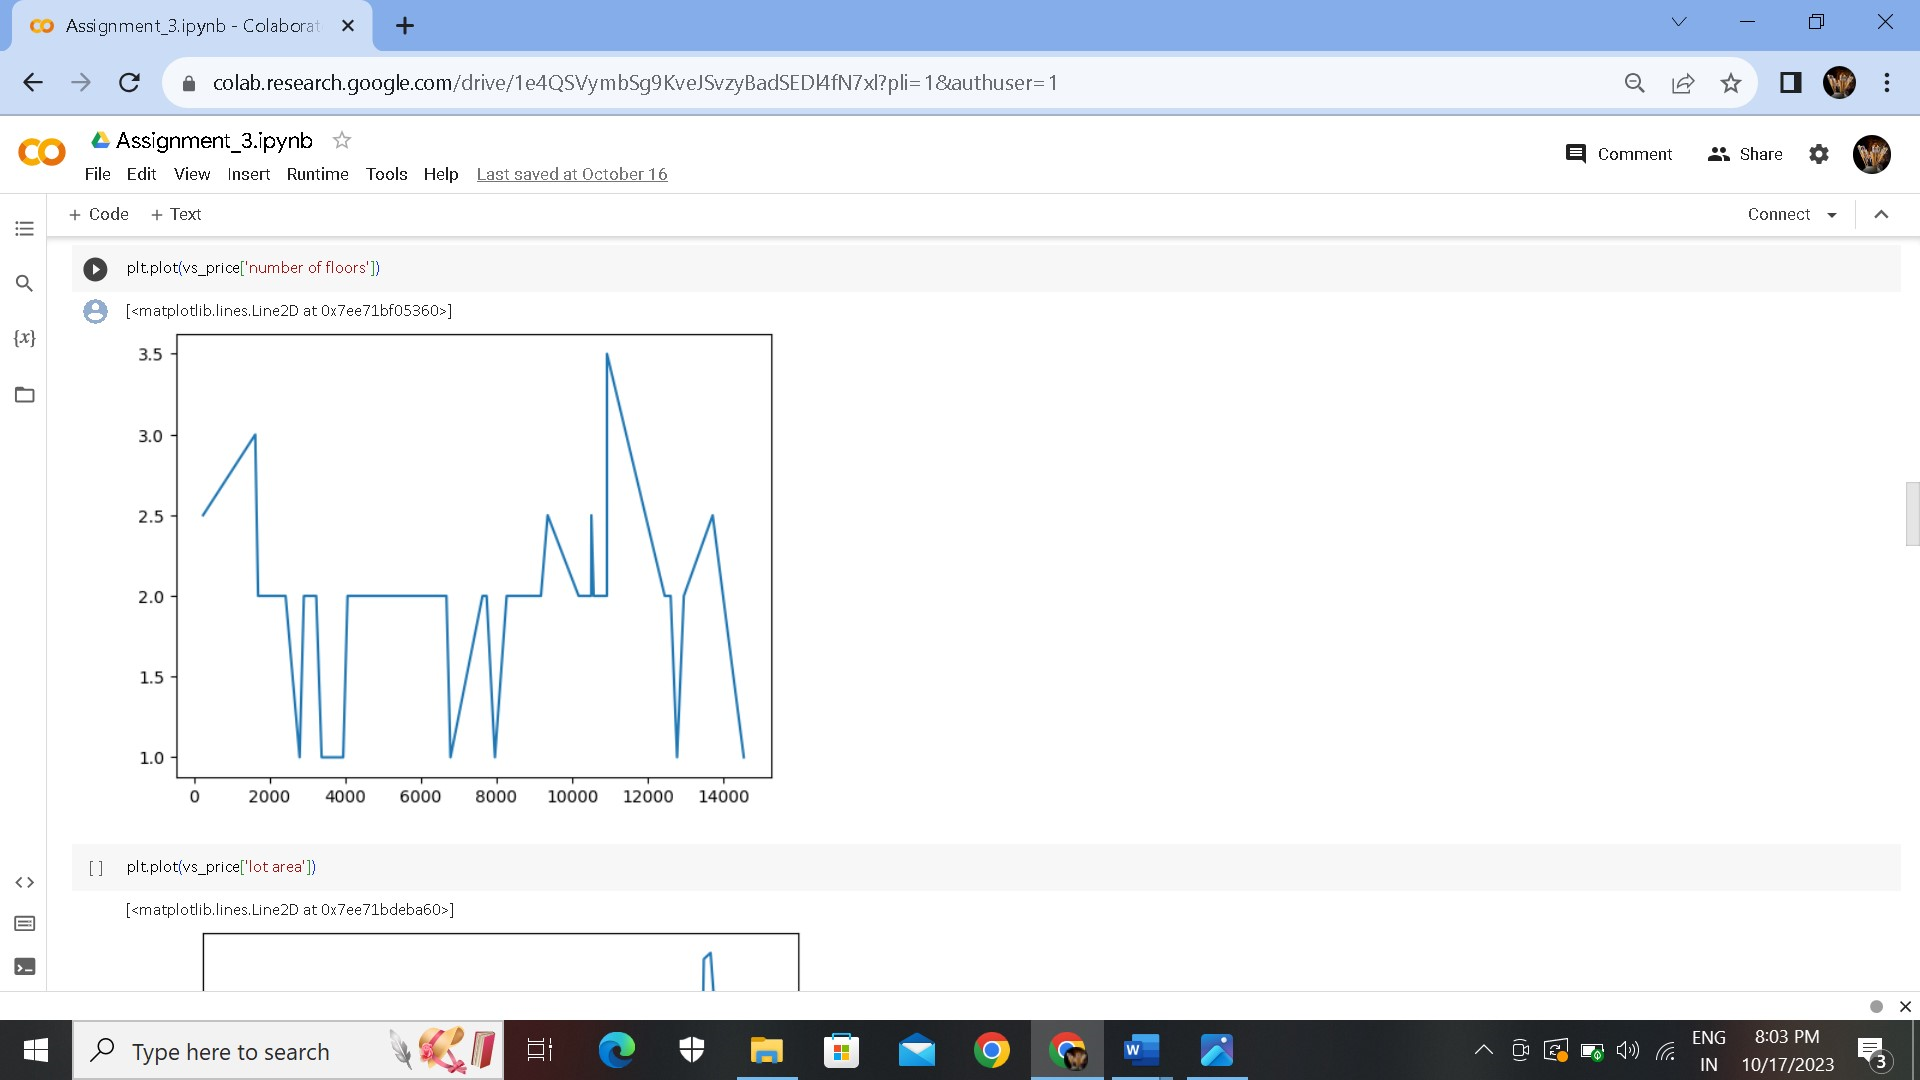 Assignment_3.ipynb - Colaborat
colab.research.google.com/drive/1e4QSVymbSg9KveJSvzyBadSEDl4fN7xl?pli=1&authuser=1
Assignment_3.ipynb
Comment Share
File Edit View Insert Runtime Tools Help Last saved at October 16
+ Code + Text Connect
plt.plot(vs_price['number of floors'])
[<matplotlib.lines.Line2D at 0x7ee71bf05360>]
{x}
3.5
3.0
2.5
2.0
1.5
1.0
0 2000 4000 6000 8000 10000 12000 14000
[ ] plt.plot(vs_price['lot area'])
[<matplotlib.lines.Line2D at 0x7ee71bdeba60>]
Type here to search
W
ENG
IN
8:03 PM
10/17/2023
3